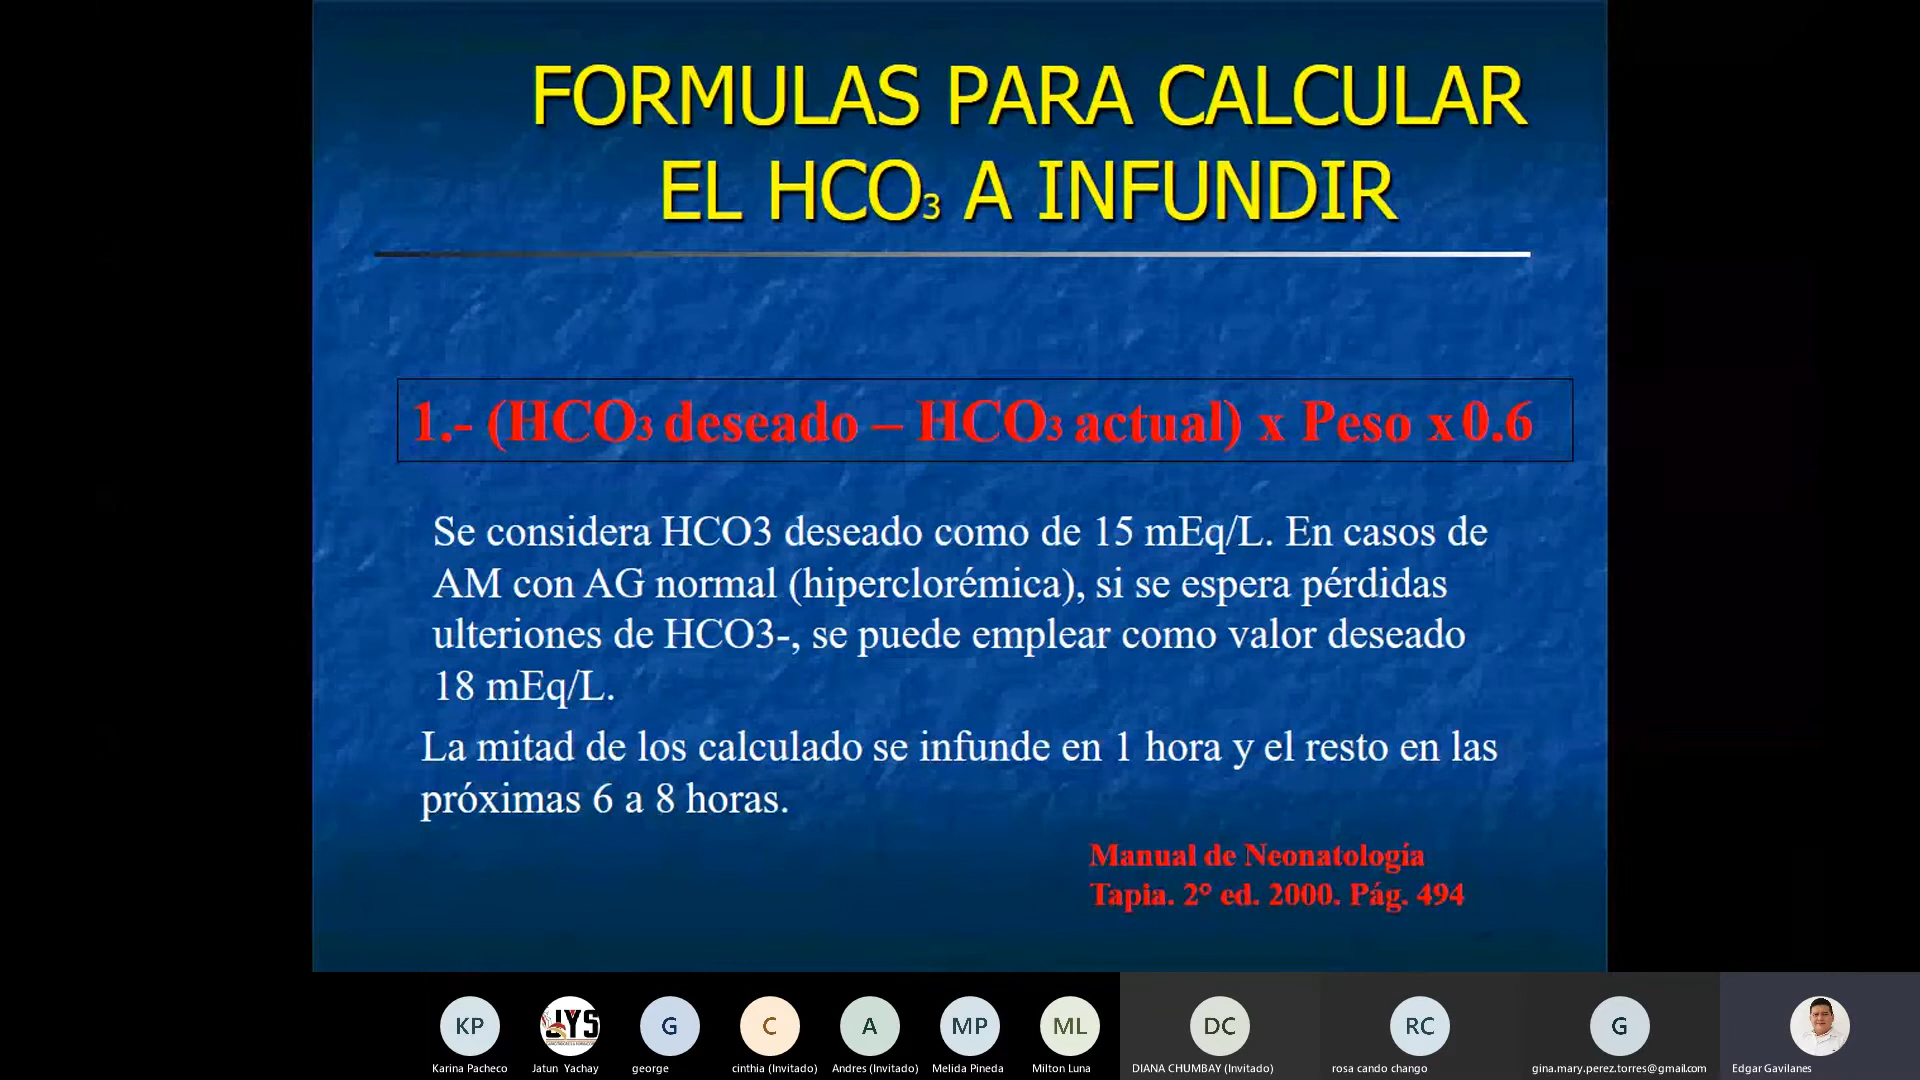 FORMULAS PARA CALCULAR
EL HCO₃ A INFUNDIR
1.- (HCO₃ deseado – HCO₃ actual) x Peso x 0.6
Se considera HCO3 deseado como de 15 mEq/L. En casos de
AM con AG normal (hiperclorémica), si se espera pérdidas
ulteriones de HCO3-, se puede emplear como valor deseado
18 mEq/L.
La mitad de los calculado se infunde en 1 hora y el resto en las
próximas 6 a 8 horas.
Manual de Neonatología
Tapia. 2° ed. 2000. Pág. 494
KP
JYS
G
C
A
MP
ML
DC
RC
G
Karina Pacheco
Jatun Yachay
george
cinthia (Invitado)
Andres (Invitado)
Melida Pineda
Milton Luna
DIANA CHUMBAY (Invitado)
rosa cando chango
gina.mary.perez.torres@gmail.com
Edgar Gavilanes